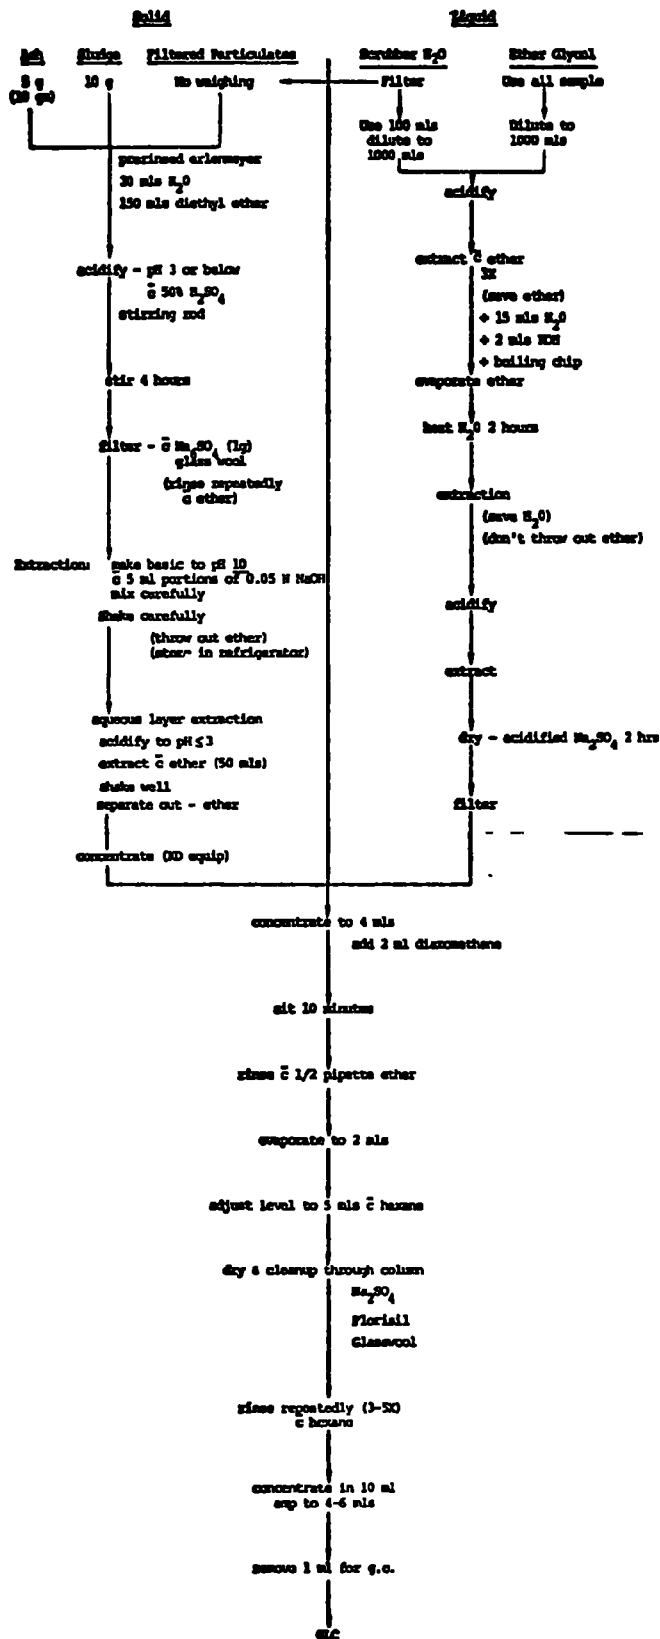 Solid
Ash
Sludge
Filtered Particulates
8 g
10 g
No weighing
(10 gm)
prerinsed erlenmeyer
30 mls H2O
150 mls diethyl ether
acidify - pH 3 or below
c̄ 50% H2SO4
stirring rod
stir 4 hours
filter - c̄ Na SO4 (1g)
glass wool
(rinse repeatedly
c̄ ether)
Extraction:
make basic to pH 10
c̄ 5 ml portions of 0.05 N NaOH
mix carefully
Shake carefully
(throw out ether)
(store in refrigerator)
aqueous layer extraction
acidify to pH ≤ 3
extract c̄ ether (50 mls)
shake well
separate out - ether
concentrate (KD equip)
Liquid
Scrubber H2O
Ether Glycol
Filter
Use all sample
Use 100 mls
dilute to
1000 mls
Dilute to
1000 mls
acidify
extract c̄ ether
3X
(save ether)
+ 15 mls H2O
+ 2 mls KOH
+ boiling chip
evaporate ether
heat H2O 2 hours
extraction
(save H2O)
(don't throw out ether)
acidify
extract
dry - acidified Na2SO4 2 hrs
filter
concentrate to 4 mls
add 2 ml diazomethane
sit 10 minutes
rinse c̄ 1/2 pipette ether
evaporate to 2 mls
adjust level to 5 mls c̄ hexane
dry & cleanup through column
Na2SO4
Florisil
Glasswool
rinse repeatedly (3-5X)
c̄ hexane
concentrate in 10 ml
amp to 4-6 mls
remove 1 ml for g.c.
GLC